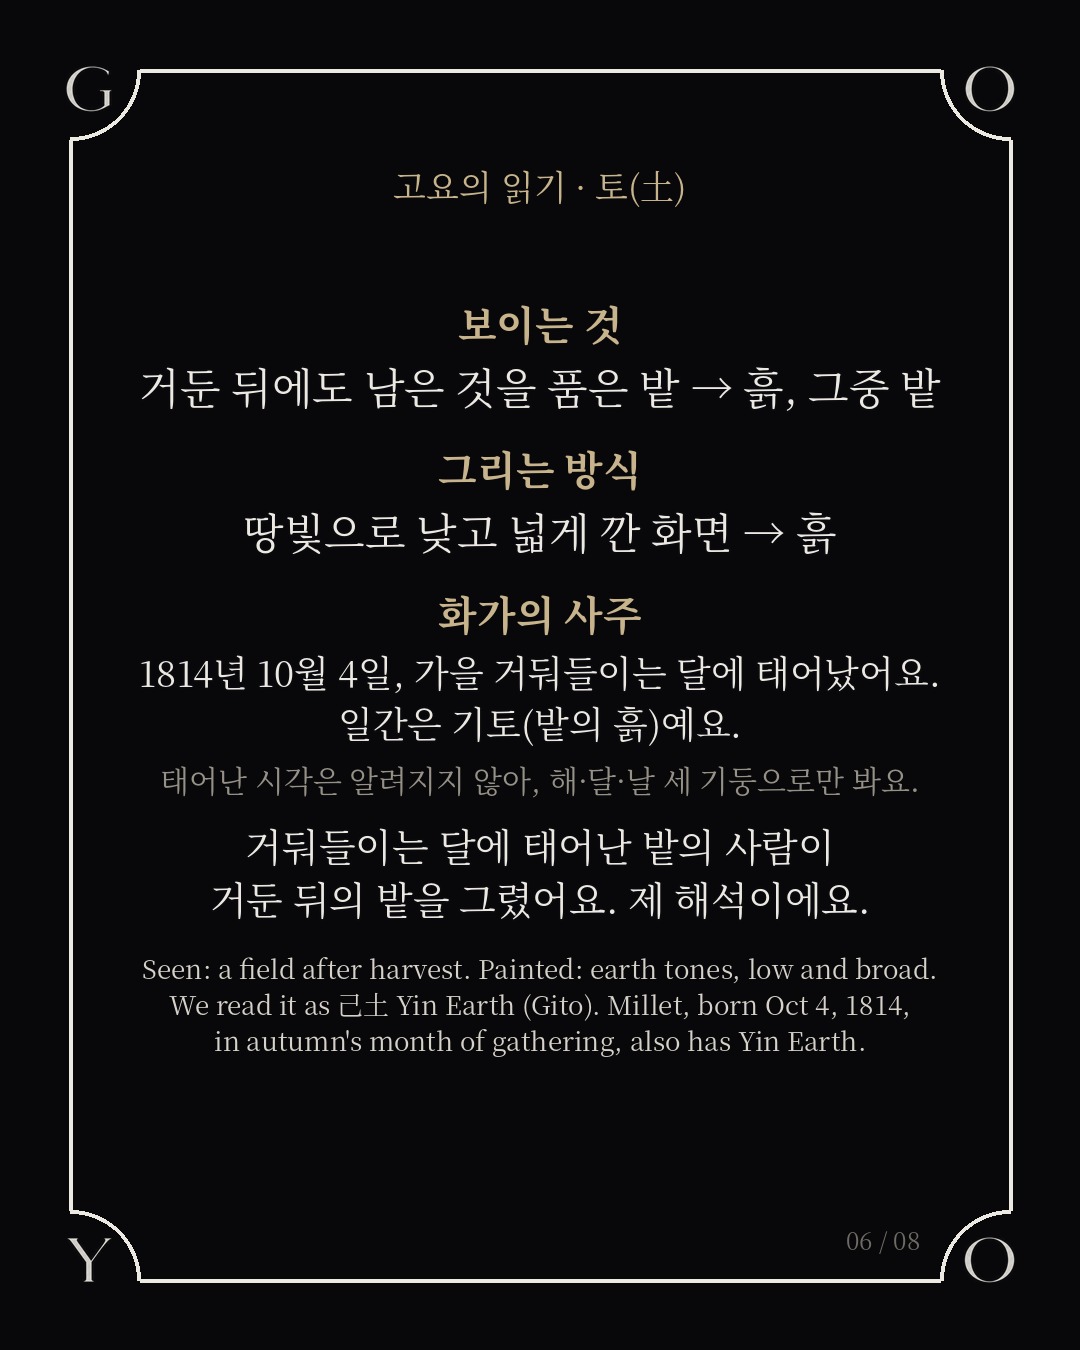 G O
고요의 읽기 · 토(土)
보이는 것
거둔 뒤에도 남은 것을 품은 밭 → 흙, 그중 밭
그리는 방식
땅빛으로 낮고 넓게 깐 화면 → 흙
화가의 사주
1814년 10월 4일, 가을 거둬들이는 달에 태어났어요.
일간은 기토(밭의 흙)예요.
태어난 시각은 알려지지 않아, 해·달·날 세 기둥으로만 봐요.
거둬들이는 달에 태어난 밭의 사람이
거둔 뒤의 밭을 그렸어요. 제 해석이에요.
Seen: a field after harvest. Painted: earth tones, low and broad.
We read it as 己土 Yin Earth (Gito). Millet, born Oct 4, 1814,
in autumn's month of gathering, also has Yin Earth.
06 / 08
Y O